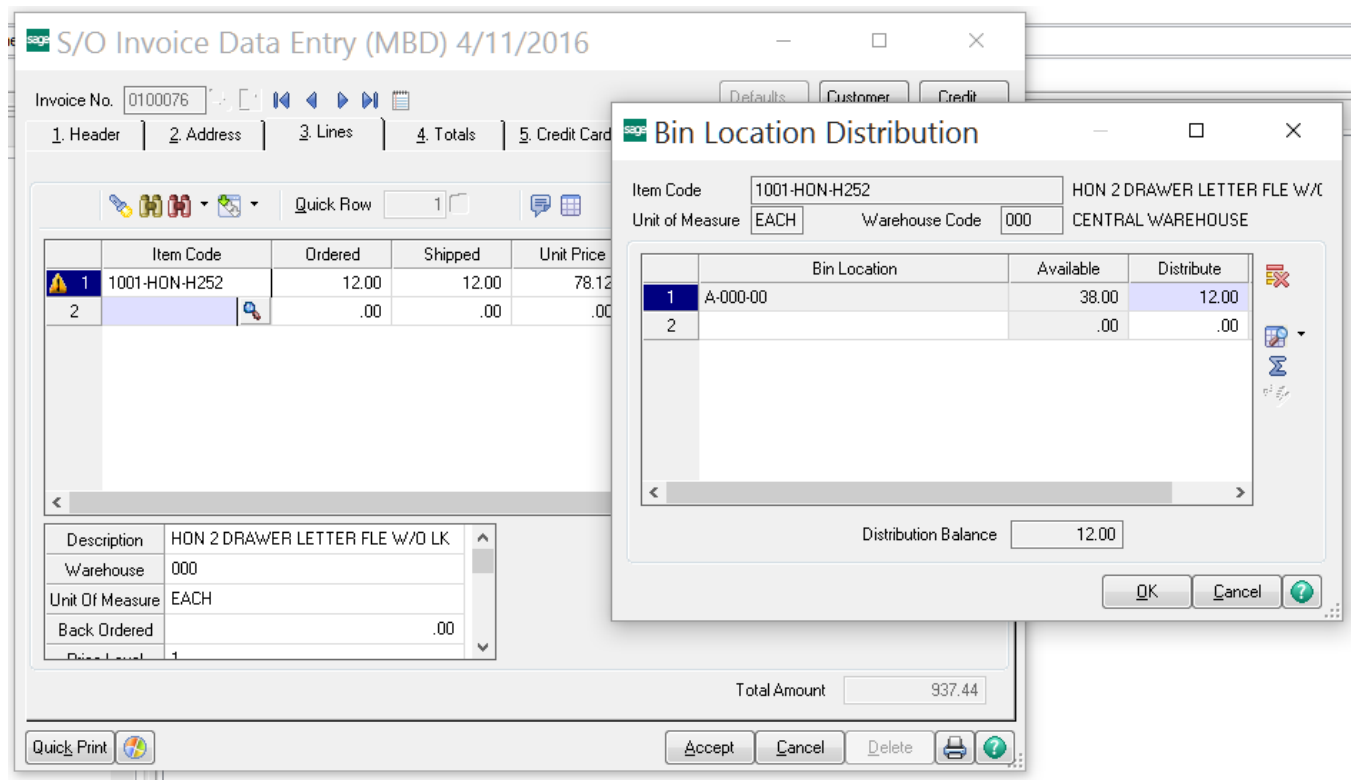 sage S/O Invoice Data Entry (MBD) 4/11/2016
Invoice No. 0100076
Defaults Customer Credit
1. Header 2. Address 3. Lines 4. Totals 5. Credit Card
Quick Row 1
Item Code Ordered Shipped Unit Price
1 1001-HON-H252 12.00 12.00 78.12
2 .00 .00 .00
Description HON 2 DRAWER LETTER FLE W/O LK
Warehouse 000
Unit Of Measure EACH
Back Ordered .00
Price Level 1
Total Amount 937.44
Quick Print Accept Cancel Delete
sage Bin Location Distribution
Item Code 1001-HON-H252 HON 2 DRAWER LETTER FLE W/O
Unit of Measure EACH Warehouse Code 000 CENTRAL WAREHOUSE
Bin Location Available Distribute
1 A-000-00 38.00 12.00
2 .00 .00
Distribution Balance 12.00
OK Cancel